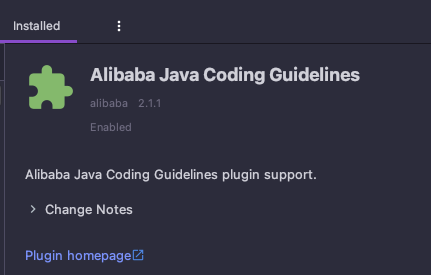 Installed
Alibaba Java Coding Guidelines
alibaba 2.1.1
Enabled
Alibaba Java Coding Guidelines plugin support.
Change Notes
Plugin homepage